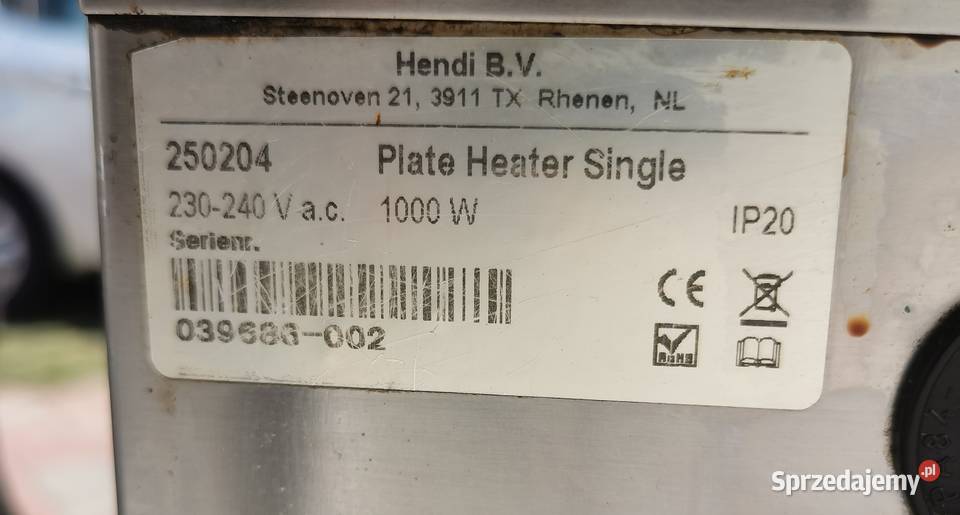 Hendi B.V.
Steenoven 21, 3911 TX Rhenen, NL
250204 Plate Heater Single
230-240 V a.c. 1000 W IP20
Serienr.
039686-002
CE
RoHS
Sprzedajemy.pl